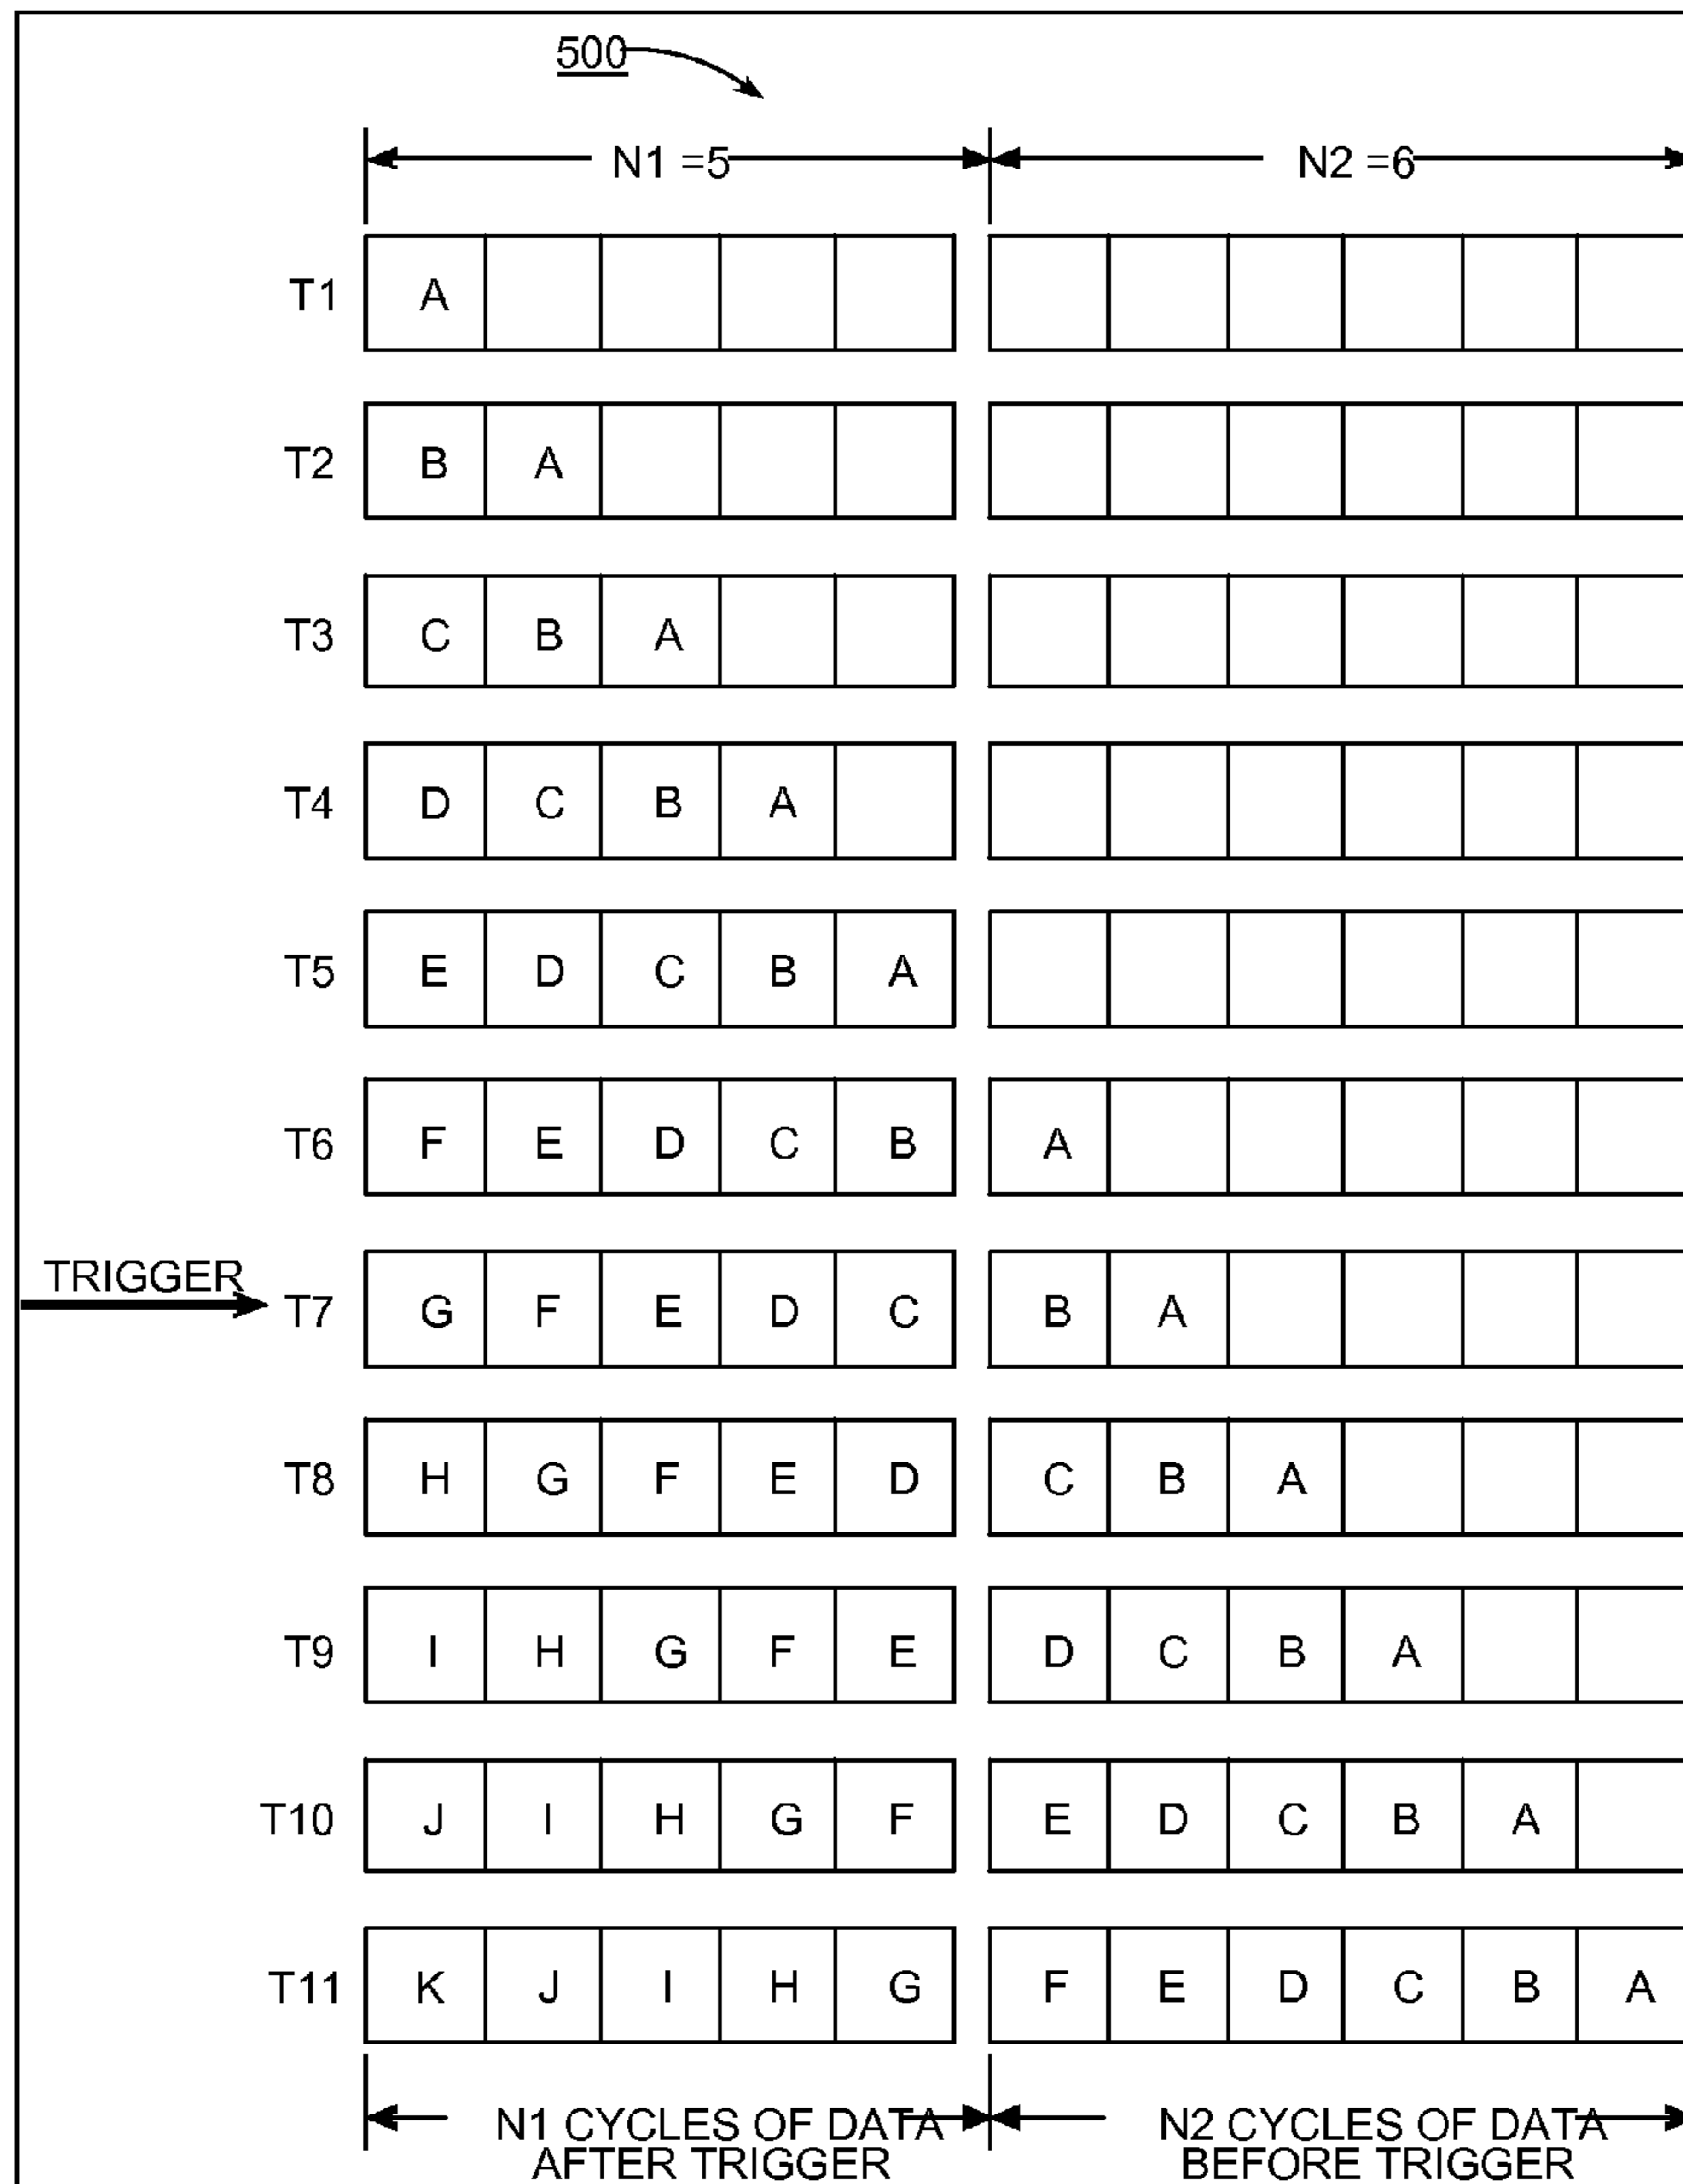 500
N1 =5 N2 =6
T1 A
T2 B A
T3 C B A
T4 D C B A
T5 E D C B A
T6 F E D C B A
TRIGGER
T7 G F E D C B A
T8 H G F E D C B A
T9 I H G F E D C B A
T10 J I H G F E D C B A
T11 K J I H G F E D C B A
N1 CYCLES OF DATA
AFTER TRIGGER
N2 CYCLES OF DATA
BEFORE TRIGGER